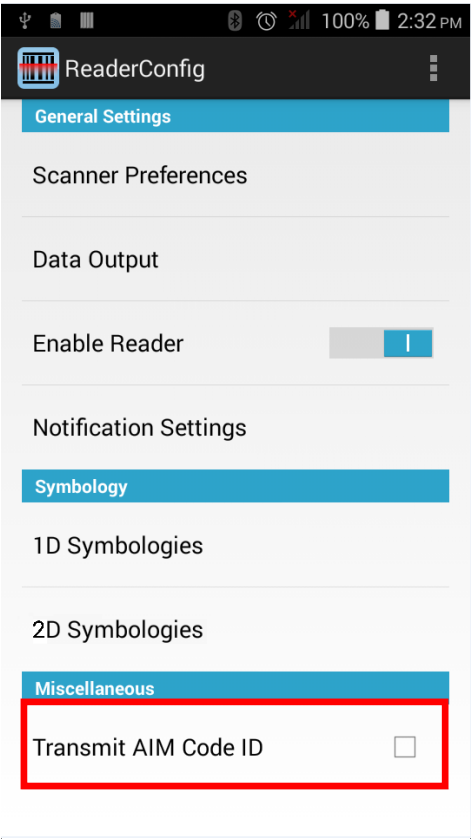 100% 2:32 PM
ReaderConfig
General Settings
Scanner Preferences
Data Output
Enable Reader
Notification Settings
Symbology
1D Symbologies
2D Symbologies
Miscellaneous
Transmit AIM Code ID